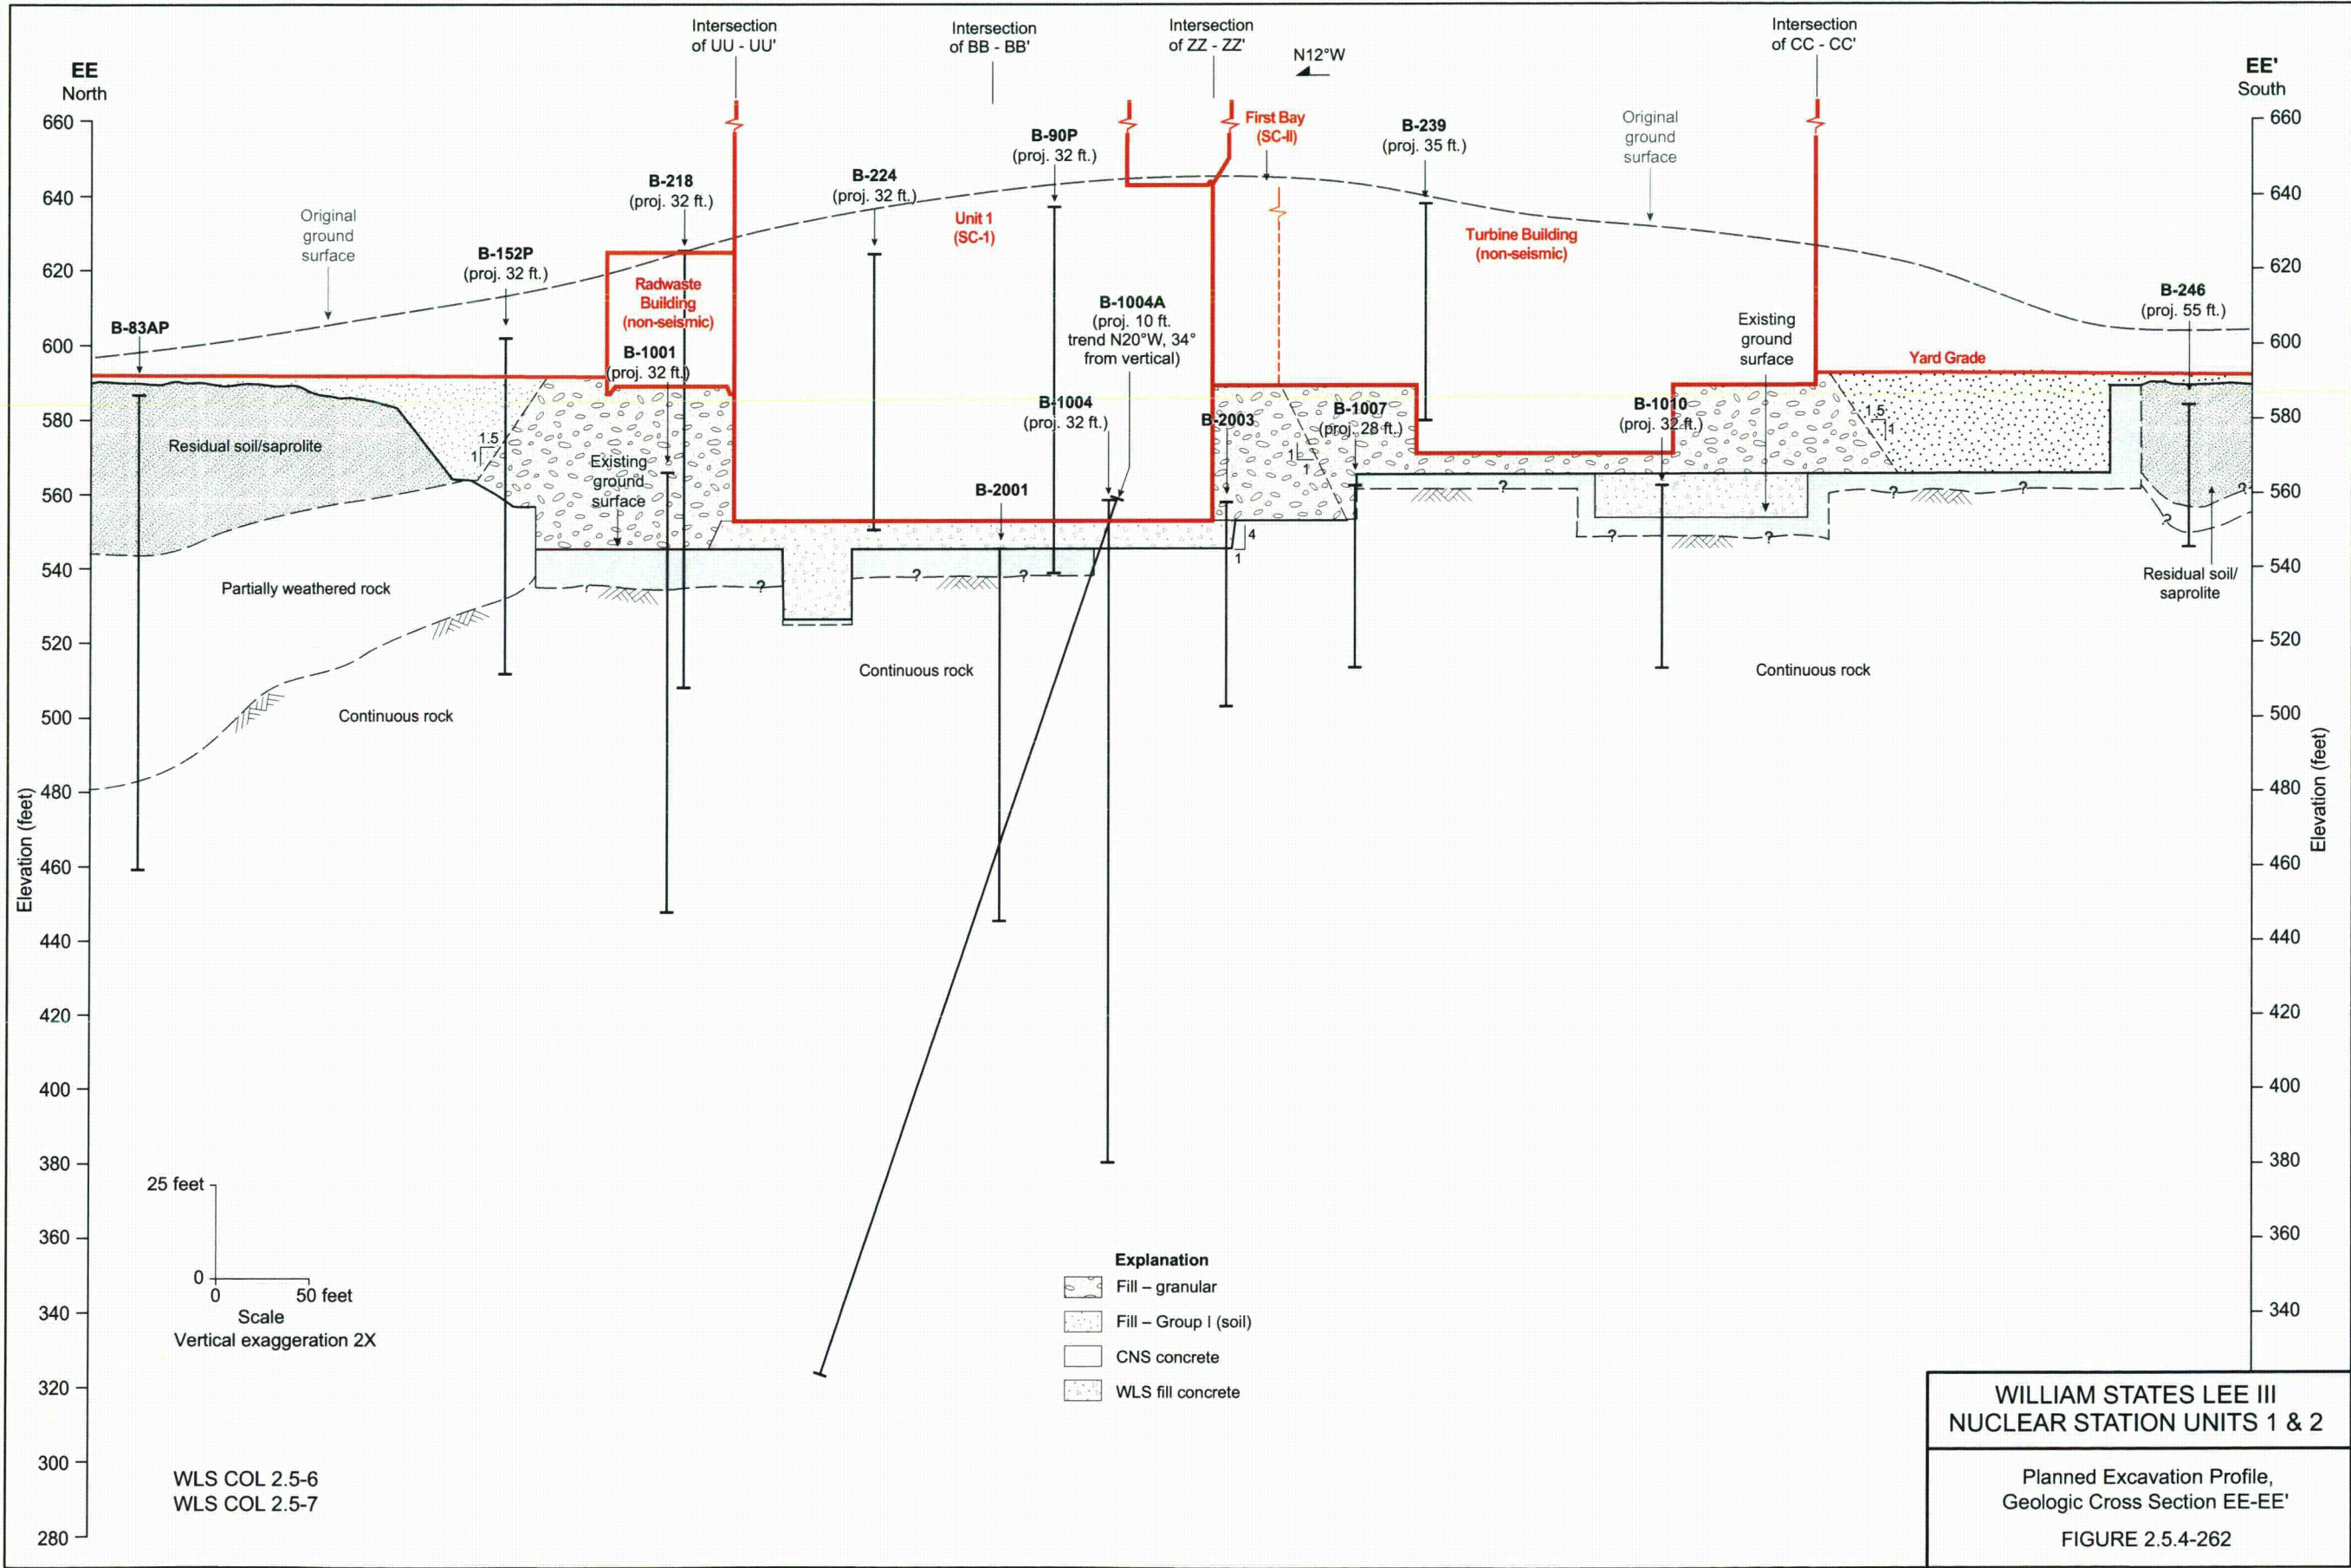 Intersection
of UU - UU'
Intersection
of BB - BB'
Intersection
of ZZ - ZZ'
N12°W
Intersection
of CC - CC'
EE
North
EE'
South
First Bay
(SC-II)
Original
ground
surface
B-90P
(proj. 32 ft.)
B-239
(proj. 35 ft.)
B-218
(proj. 32 ft.)
B-224
(proj. 32 ft.)
Original
ground
surface
B-152P
(proj. 32 ft.)
Unit 1
(SC-1)
Turbine Building
(non-seismic)
Radwaste
Building
(non-seismic)
B-1004A
(proj. 10 ft.
trend N20°W, 34°
from vertical)
B-246
(proj. 55 ft.)
B-83AP
B-1001
(proj. 32 ft.)
Existing
ground
surface
Yard Grade
B-1004
(proj. 32 ft.)
B-2003
B-1007
(proj. 28 ft.)
B-1010
(proj. 32 ft.)
1.5
1
1.5
1
1
1
Residual soil/saprolite
Existing
ground
surface
B-2001
4
1
?
?
?
?
?
?
?
?
?
?
?
?
Partially weathered rock
Residual soil/
saprolite
Continuous rock
Continuous rock
Continuous rock
660
640
620
600
580
560
540
520
500
480
460
440
420
400
380
360
340
320
300
280
Elevation (feet)
660
640
620
600
580
560
540
520
500
480
460
440
420
400
380
360
340
Elevation (feet)
25 feet
0
0
50 feet
Scale
Vertical exaggeration 2X
Explanation
Fill – granular
Fill – Group I (soil)
CNS concrete
WLS fill concrete
WLS COL 2.5-6
WLS COL 2.5-7
WILLIAM STATES LEE III
NUCLEAR STATION UNITS 1 & 2
Planned Excavation Profile,
Geologic Cross Section EE-EE'
FIGURE 2.5.4-262